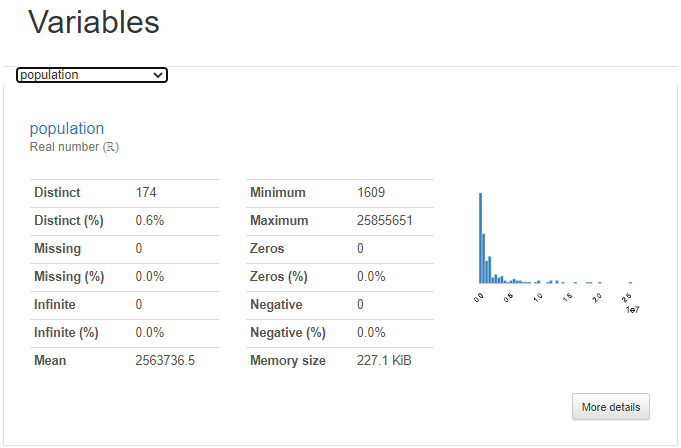 Variables
population
population
Real number (ℝ)
Distinct 174
Distinct (%) 0.6%
Missing 0
Missing (%) 0.0%
Infinite 0
Infinite (%) 0.0%
Mean 2563736.5
Minimum 1609
Maximum 25855651
Zeros 0
Zeros (%) 0.0%
Negative 0
Negative (%) 0.0%
Memory size 227.1 KiB
0.0 0.5 1.0 1.5 2.0 2.5
1e7
More details